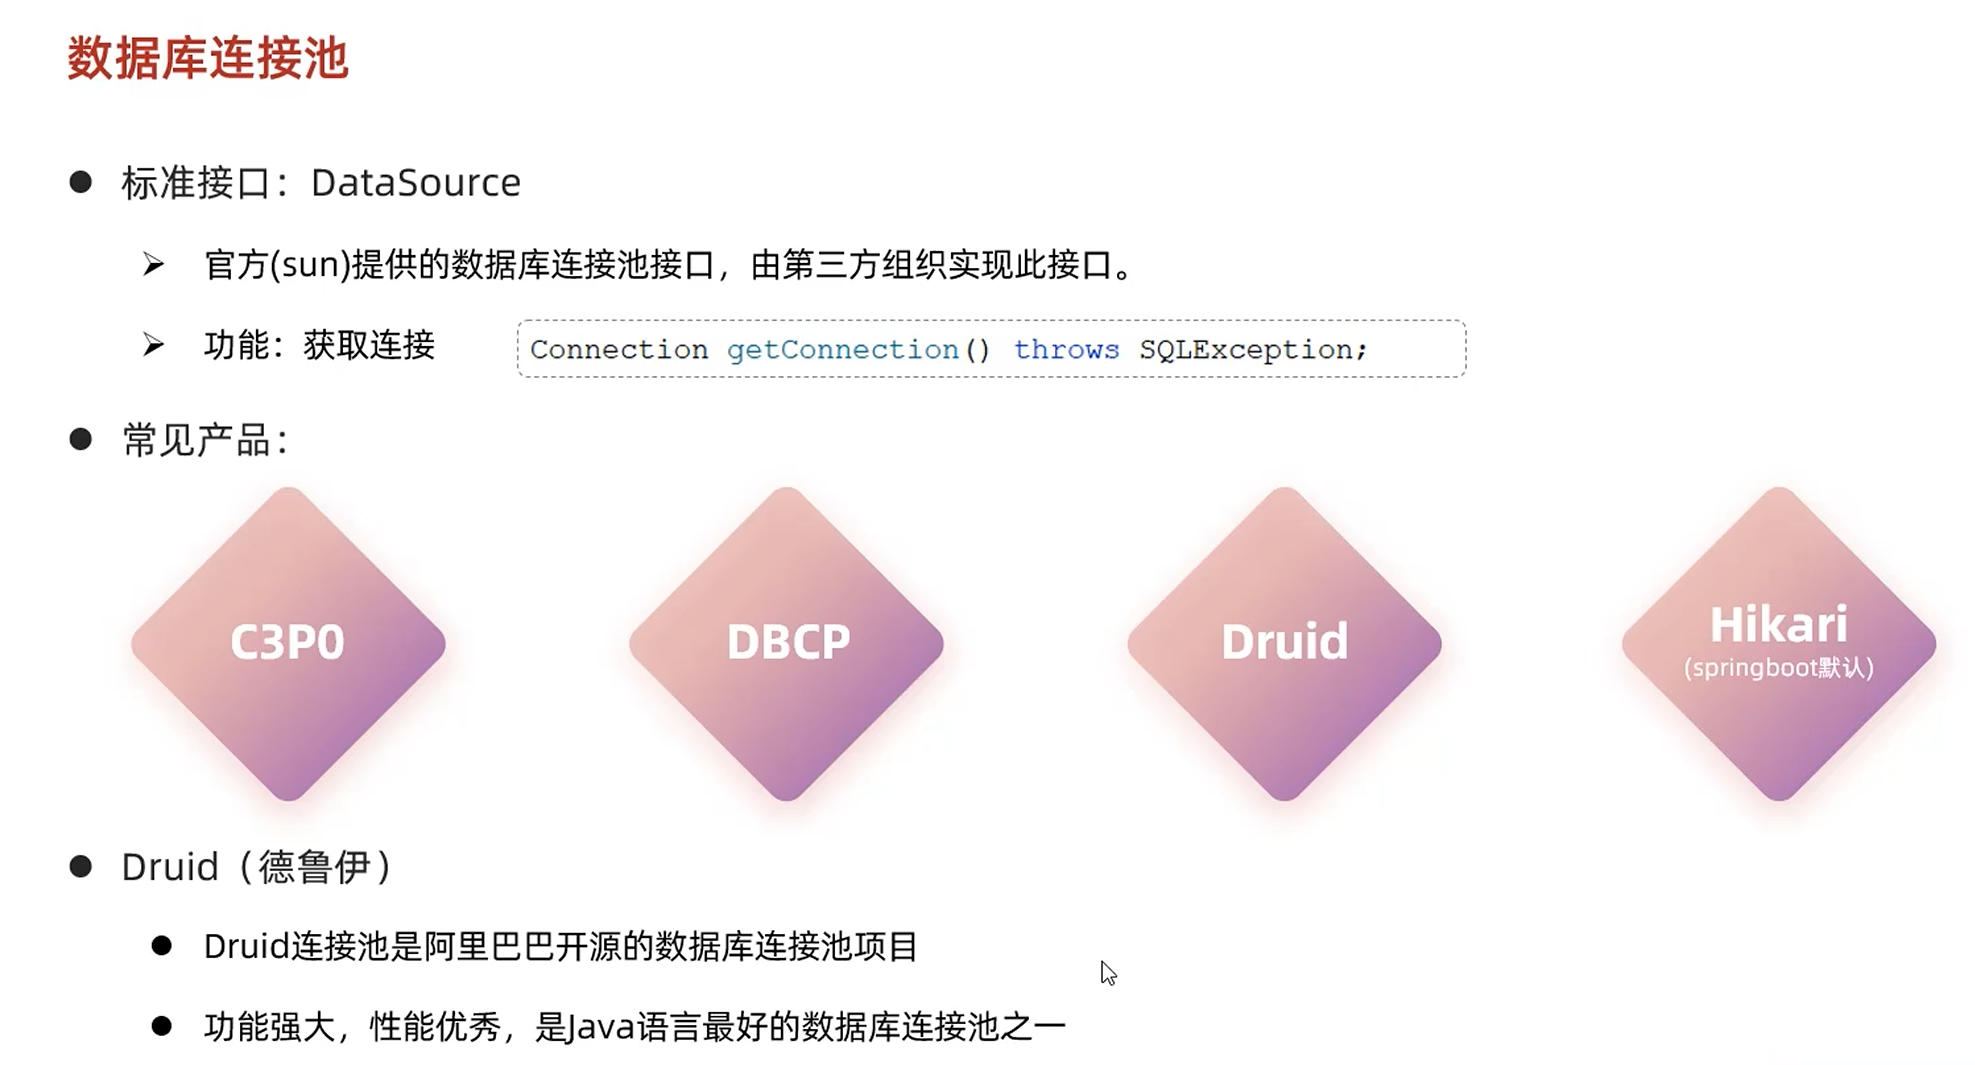 数据库连接池
标准接口：DataSource
官方(sun)提供的数据库连接池接口，由第三方组织实现此接口。
功能：获取连接
Connection getConnection() throws SQLException;
常见产品：
C3P0
DBCP
Druid
Hikari
(springboot默认)
Druid（德鲁伊）
Druid连接池是阿里巴巴开源的数据库连接池项目
功能强大，性能优秀，是Java语言最好的数据库连接池之一